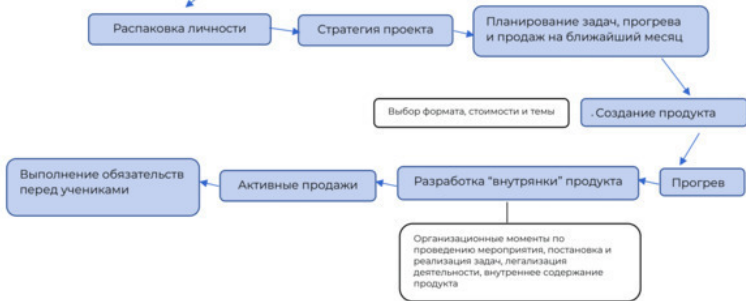 Распаковка личности
Стратегия проекта
Планирование задач, прогрева
и продаж на ближайший месяц
Выбор формата, стоимости и темы
.Создание продукта
Выполнение обязательств
перед учениками
Активные продажи
Разработка “внутрянки” продукта
Прогрев
Организационные моменты по
проведению мероприятия, постановка и
реализация задач, легализация
деятельности, внутреннее содержание
продукта